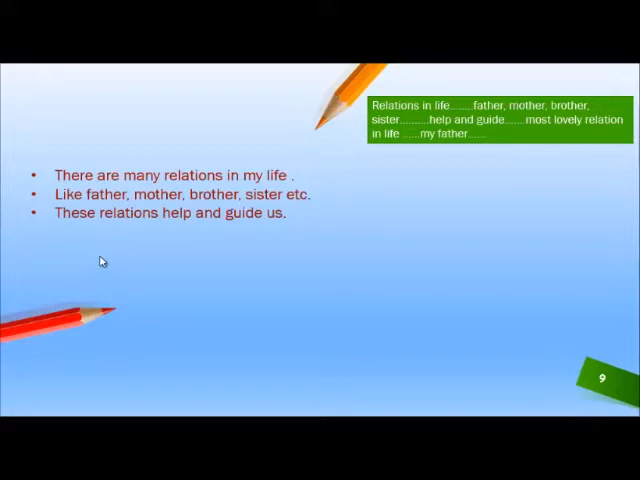 Relations in life.......father, mother, brother,
sister..........help and guide.......most lovely relation
in life ......my father......
• There are many relations in my life .
• Like father, mother, brother, sister etc.
• These relations help and guide us.
9